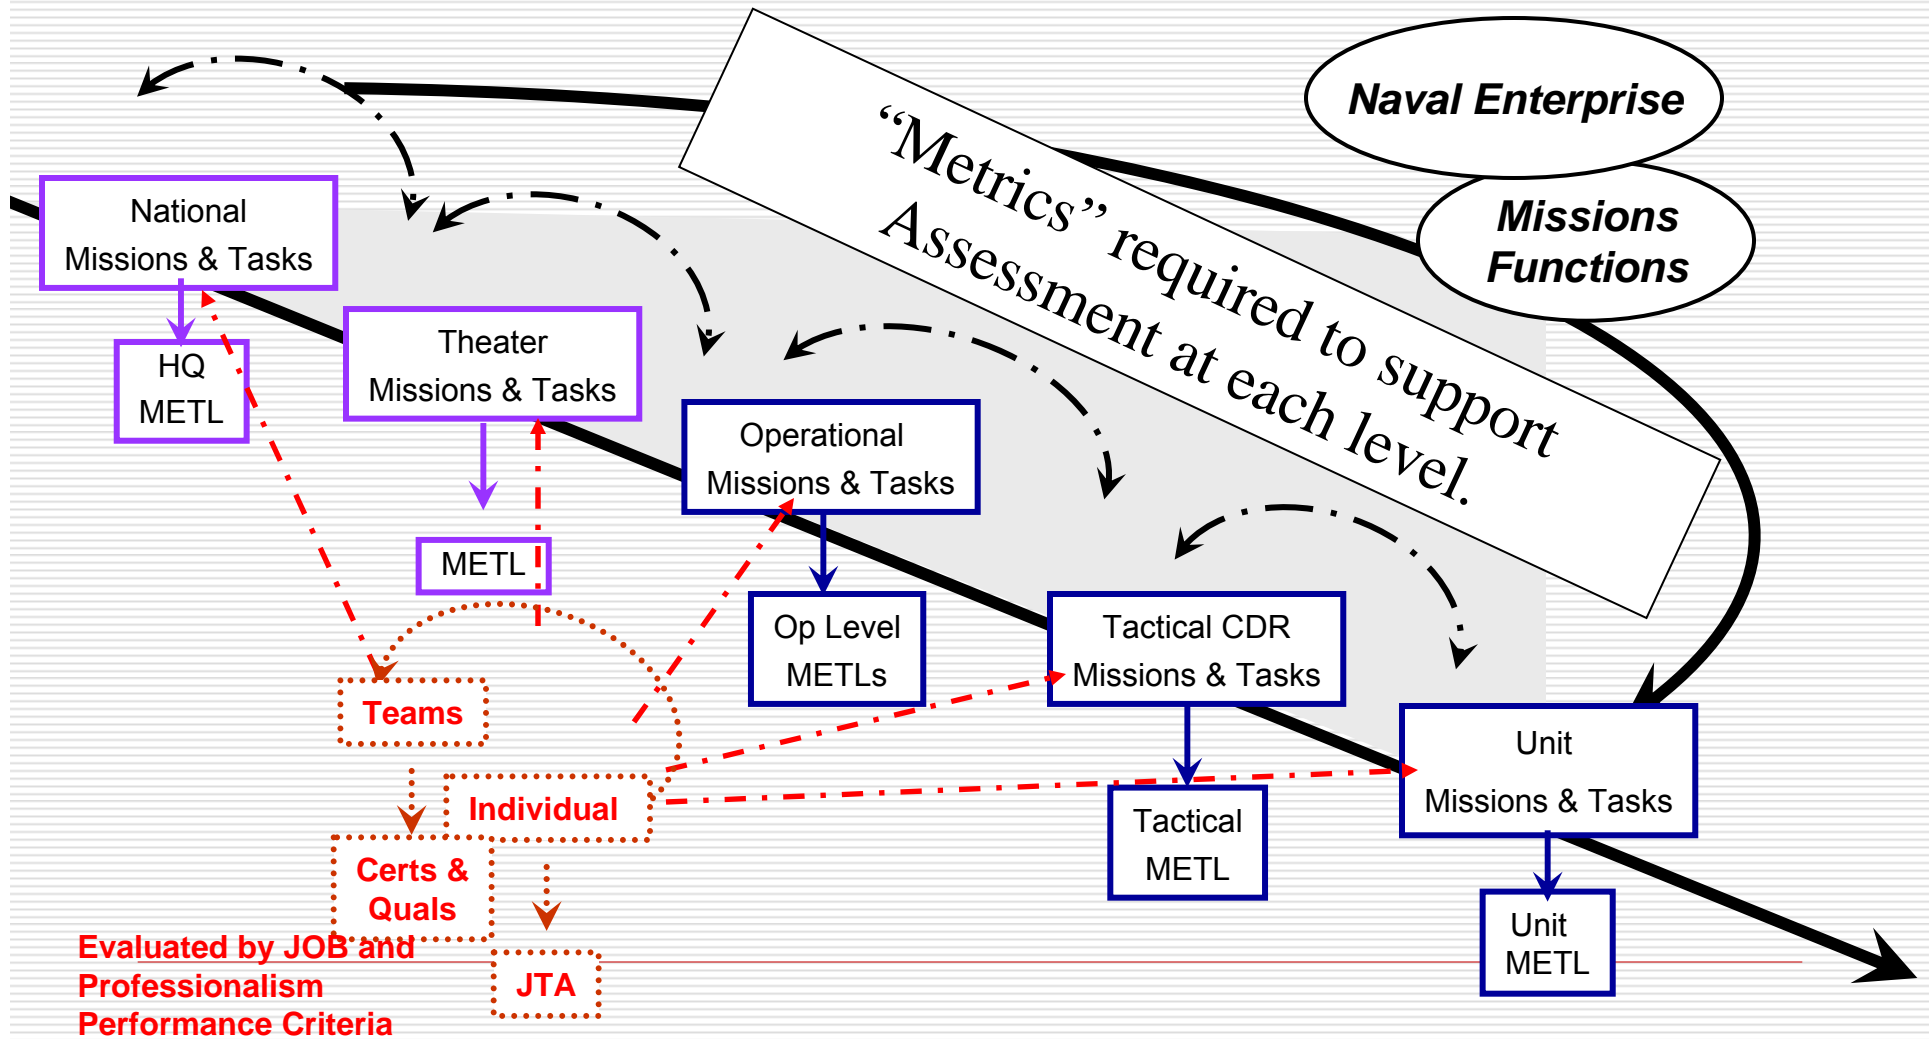 Naval Enterprise
Missions
Functions
“Metrics” required to support
Assessment at each level.
National
Missions & Tasks
HQ
METL
Theater
Missions & Tasks
METL
Operational
Missions & Tasks
Op Level
METLs
Tactical CDR
Missions & Tasks
Tactical
METL
Unit
Missions & Tasks
Unit
METL
Teams
Individual
Certs &
Quals
JTA
Evaluated by JOB and
Professionalism
Performance Criteria